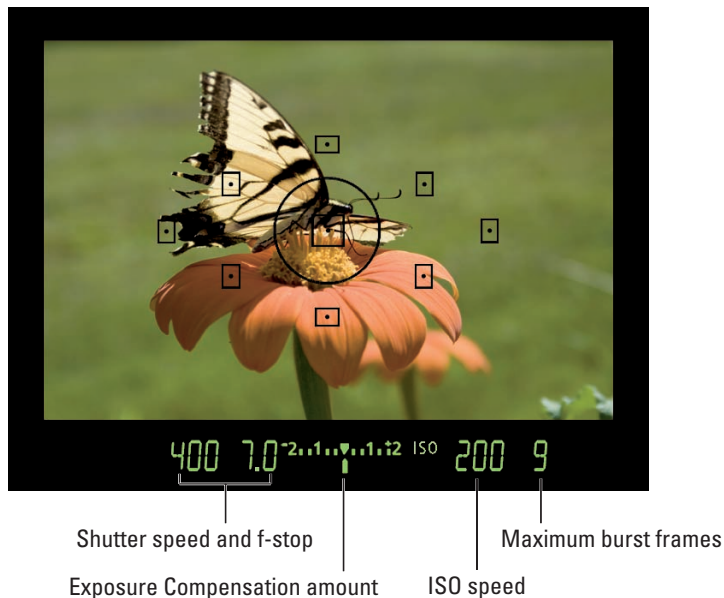 400 7.0 -2..1..▼..1..+2 ISO 200 9
Shutter speed and f-stop
Maximum burst frames
Exposure Compensation amount
ISO speed